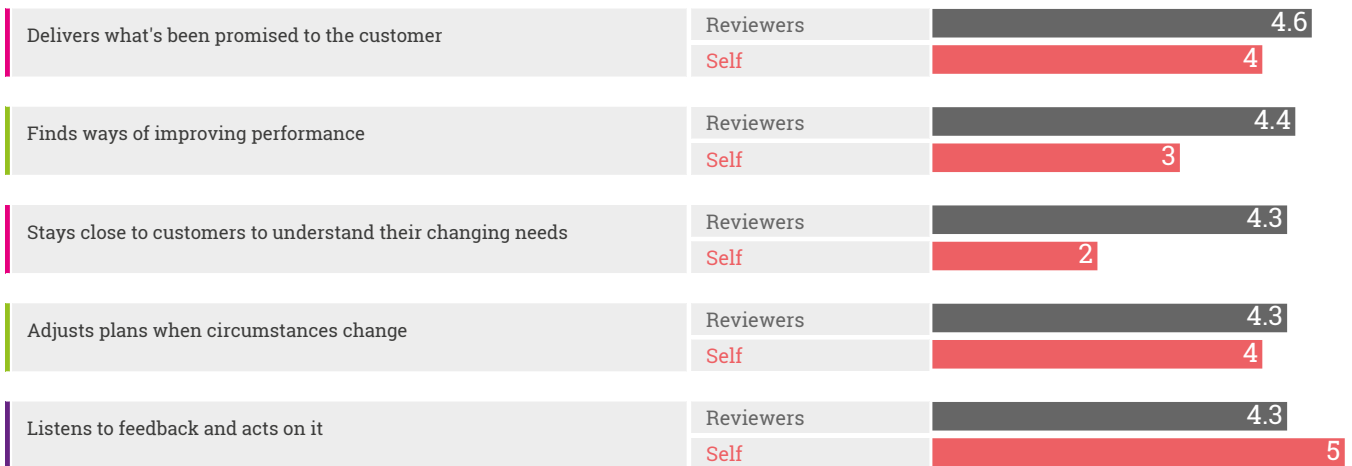 Delivers what's been promised to the customer
Reviewers 4.6
Self 4
Finds ways of improving performance
Reviewers 4.4
Self 3
Stays close to customers to understand their changing needs
Reviewers 4.3
Self 2
Adjusts plans when circumstances change
Reviewers 4.3
Self 4
Listens to feedback and acts on it
Reviewers 4.3
Self 5